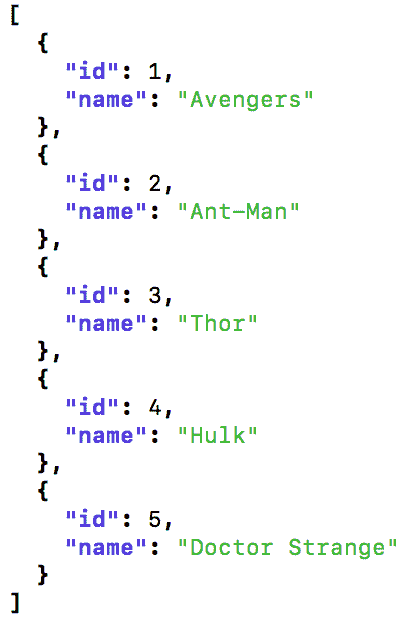 [
  {
    "id": 1,
    "name": "Avengers"
  },
  {
    "id": 2,
    "name": "Ant-Man"
  },
  {
    "id": 3,
    "name": "Thor"
  },
  {
    "id": 4,
    "name": "Hulk"
  },
  {
    "id": 5,
    "name": "Doctor Strange"
  }
]